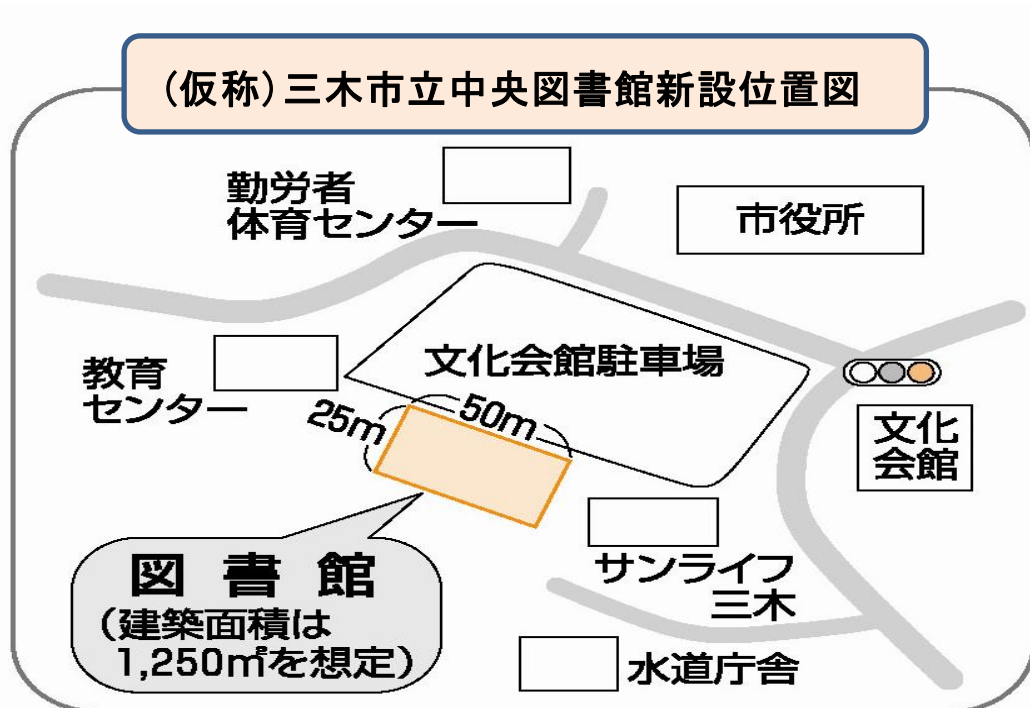 (仮称)三木市立中央図書館新設位置図
勤労者
体育センター
市役所
文化会館駐車場
教育
センター
25m
50m
文化
会館
図書館
(建築面積は
1,250㎡を想定)
サンライフ
三木
水道庁舎